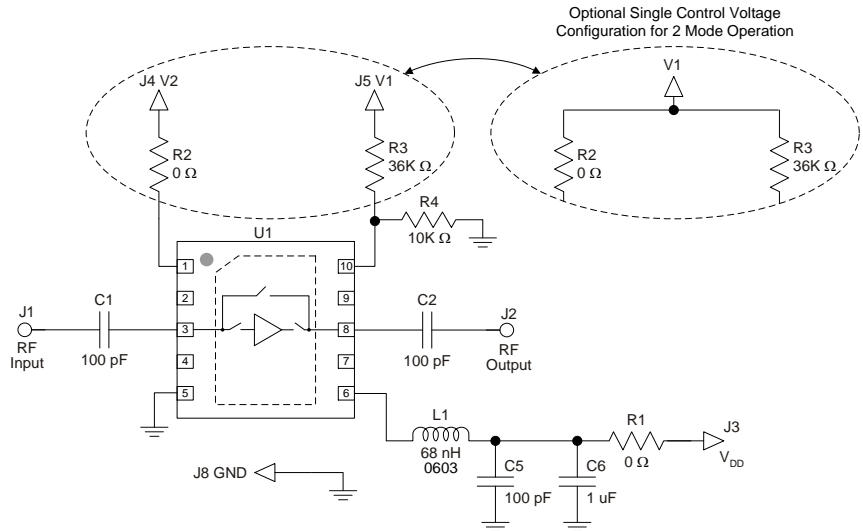 Optional Single Control Voltage
Configuration for 2 Mode Operation
J4 V2
J5 V1
V1
R2
0 Ω
R3
36K Ω
R2
0 Ω
R3
36K Ω
R4
10K Ω
U1
1
10
2
9
J1
RF
Input
C1
100 pF
3
8
C2
100 pF
J2
RF
Output
4
7
5
6
L1
68 nH
0603
R1
0 Ω
J3
VDD
C5
100 pF
C6
1 uF
J8 GND